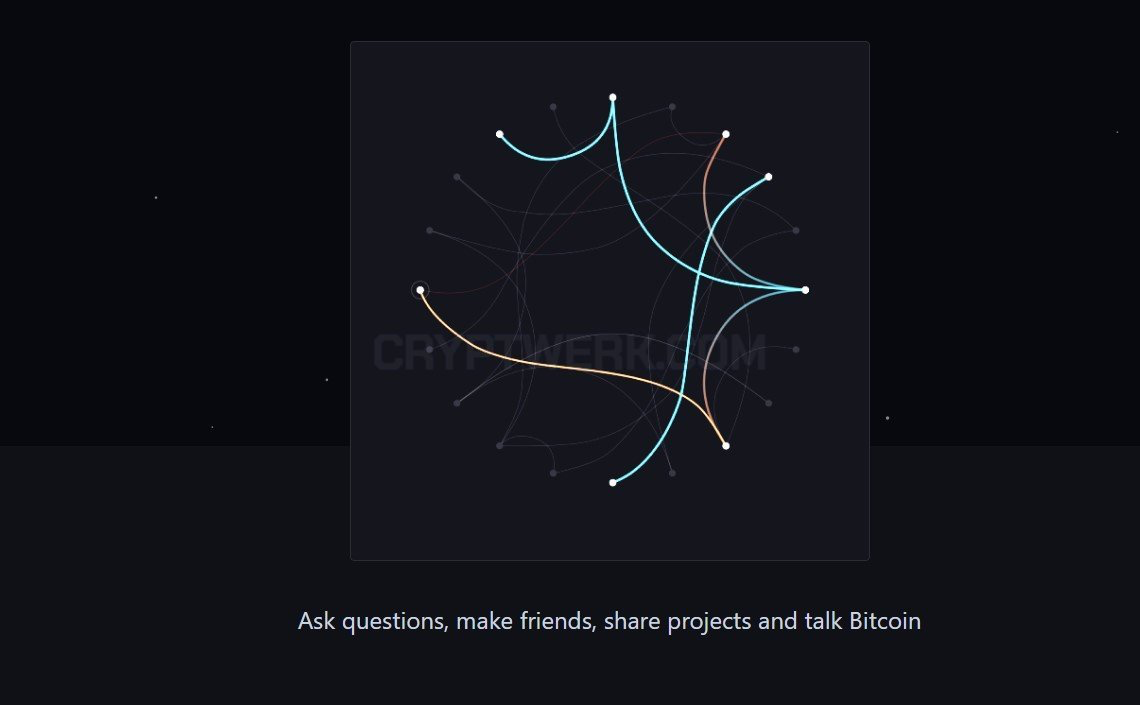 CRYPTWERK.COM
Ask questions, make friends, share projects and talk Bitcoin